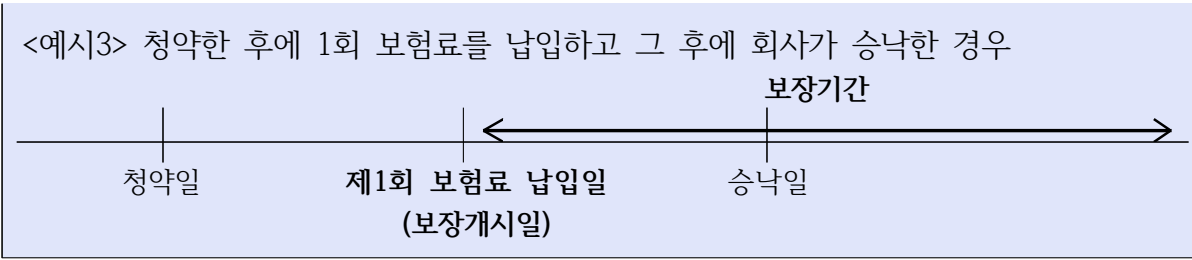 <예시3> 청약한 후에 1회 보험료를 납입하고 그 후에 회사가 승낙한 경우
보장기간
청약일 제1회 보험료 납입일 승낙일
(보장개시일)